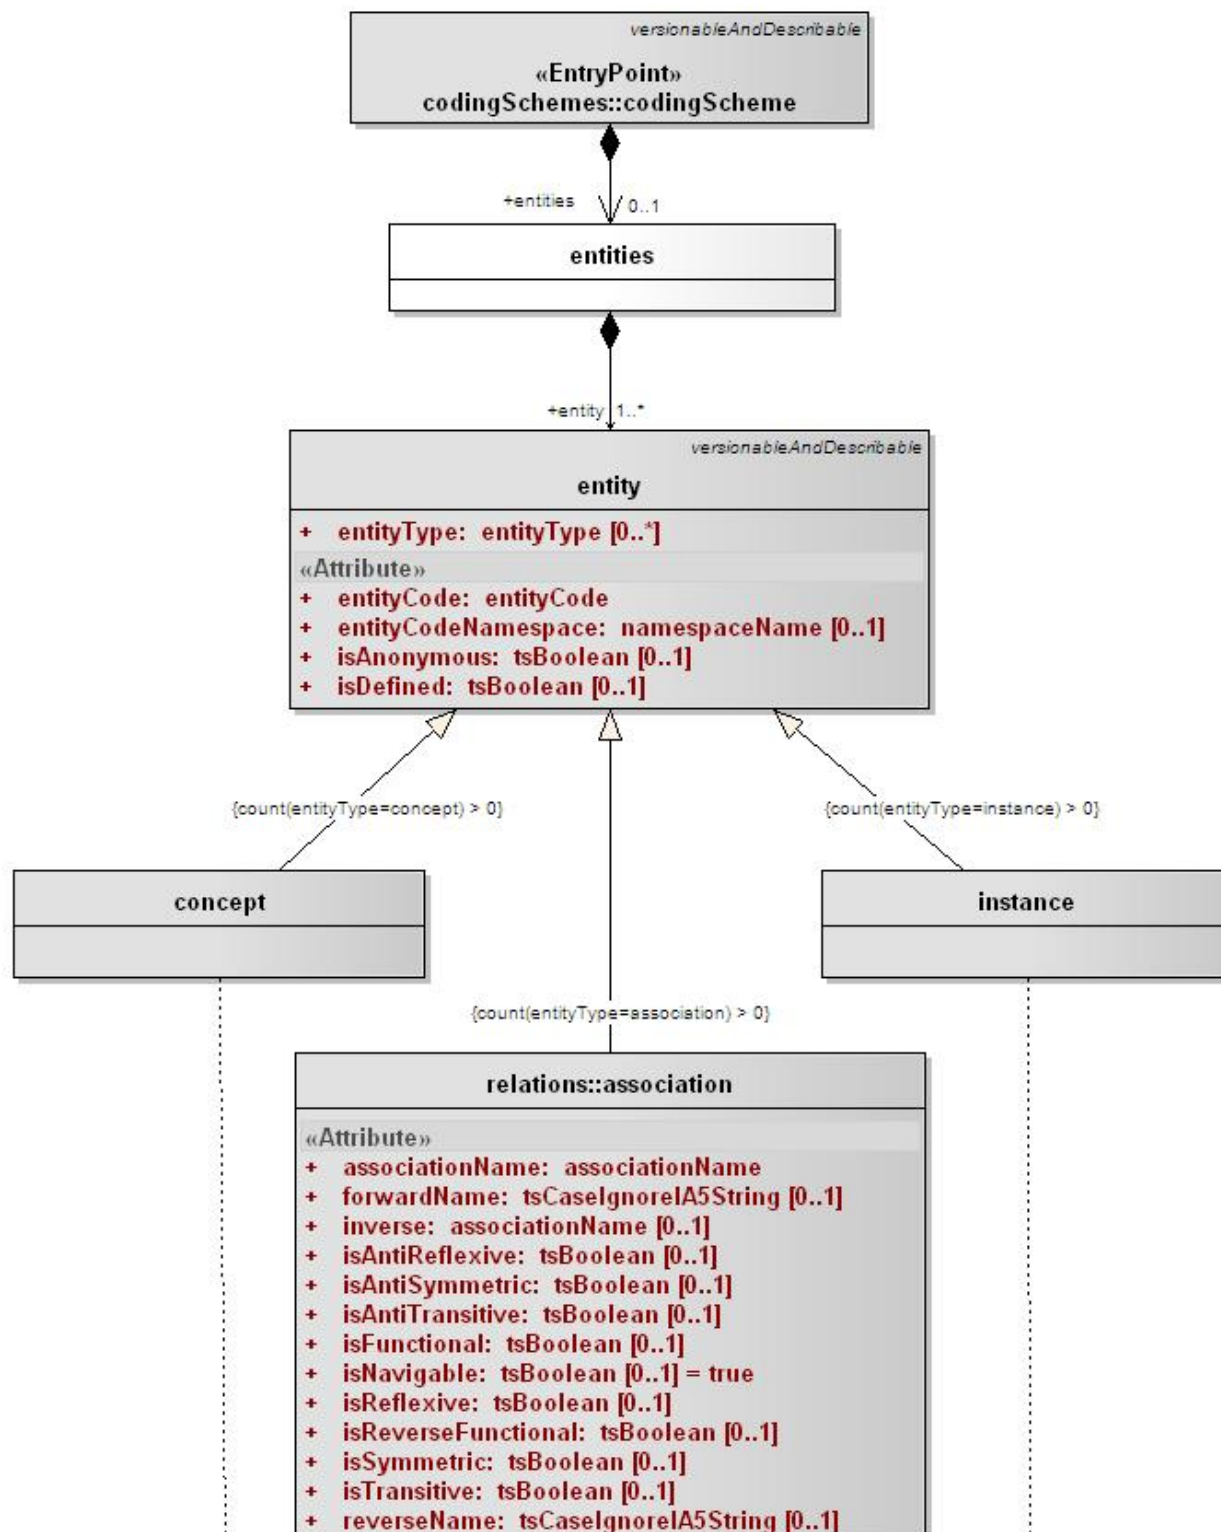 versionableAndDescribable
«EntryPoint»
codingSchemes::codingScheme
+entities
0..1
entities
+entity 1..*
versionableAndDescribable
entity
+ entityType: entityType [0..*]
«Attribute»
+ entityCode: entityCode
+ entityCodeNamespace: namespaceName [0..1]
+ isAnonymous: tsBoolean [0..1]
+ isDefined: tsBoolean [0..1]
{count(entityType=concept) > 0}
{count(entityType=instance) > 0}
concept
instance
{count(entityType=association) > 0}
relations::association
«Attribute»
+ associationName: associationName
+ forwardName: tsCaseIgnoreIA5String [0..1]
+ inverse: associationName [0..1]
+ isAntiReflexive: tsBoolean [0..1]
+ isAntiSymmetric: tsBoolean [0..1]
+ isAntiTransitive: tsBoolean [0..1]
+ isFunctional: tsBoolean [0..1]
+ isNavigable: tsBoolean [0..1] = true
+ isReflexive: tsBoolean [0..1]
+ isReverseFunctional: tsBoolean [0..1]
+ isSymmetric: tsBoolean [0..1]
+ isTransitive: tsBoolean [0..1]
+ reverseName: tsCaseIgnoreIA5String [0..1]